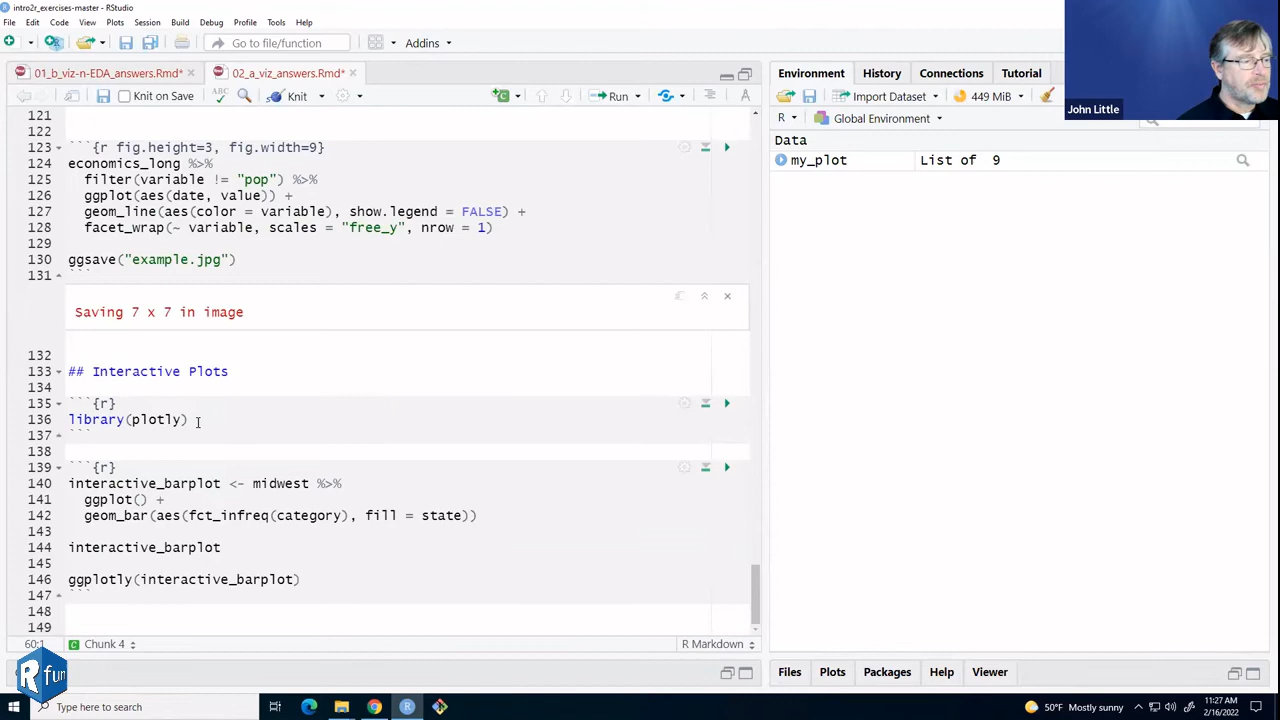 intro2r_exercises-master - RStudio
File Edit Code View Plots Session Build Debug Profile Tools Help
Go to file/function Addins
01_b_viz-n-EDA_answers.Rmd* 02_a_viz_answers.Rmd*
Knit on Save Knit Run
121
122
123 ```{r fig.height=3, fig.width=9}
124 economics_long %>%
125 filter(variable != "pop") %>%
126 ggplot(aes(date, value)) +
127 geom_line(aes(color = variable), show.legend = FALSE) +
128 facet_wrap(~ variable, scales = "free_y", nrow = 1)
129
130 ggsave("example.jpg")
131 ```
Saving 7 x 7 in image
132
133 ## Interactive Plots
134
135 ```{r}
136 library(plotly)
137 ```
138
139 ```{r}
140 interactive_barplot <- midwest %>%
141 ggplot() +
142 geom_bar(aes(fct_infreq(category), fill = state))
143
144 interactive_barplot
145
146 ggplotly(interactive_barplot)
147 ```
148
149
60:1 Chunk 4 R Markdown
Environment History Connections Tutorial
Import Dataset 449 MiB
R Global Environment
Data
my_plot List of 9
Files Plots Packages Help Viewer
John Little
R fun
Type here to search
50°F Mostly sunny
11:27 AM
2/16/2022